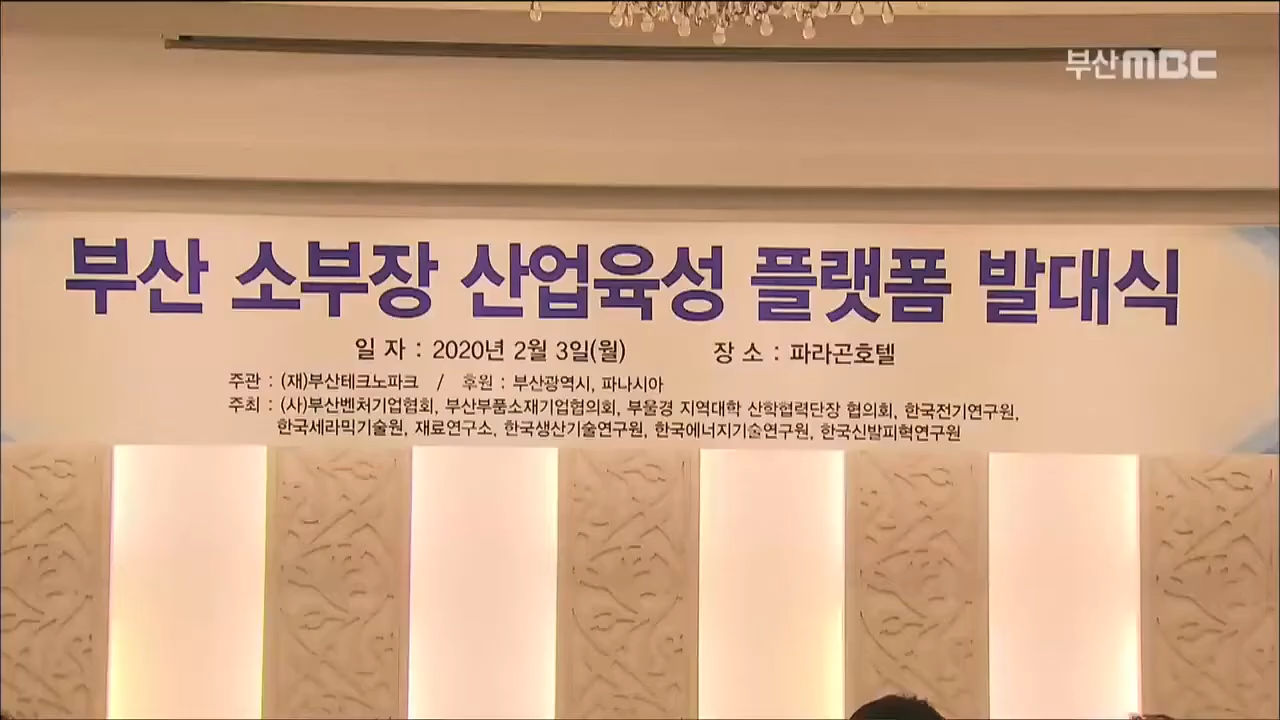 부산MBC
부산 소부장 산업육성 플랫폼 발대식
일 자 : 2020년 2월 3일(월) 장 소 : 파라곤호텔
주관 : (재)부산테크노파크 / 후원 : 부산광역시, 파나시아
주최 : (사)부산벤처기업협회, 부산부품소재기업협의회, 부울경 지역대학 산학협력단장 협의회, 한국전기연구원,
한국세라믹기술원, 재료연구소, 한국생산기술연구원, 한국에너지기술연구원, 한국신발피혁연구원